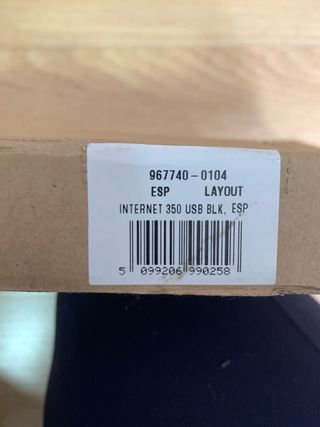 967740-0104
ESP LAYOUT
INTERNET 350 USB BLK, ESP
5 099206 990258